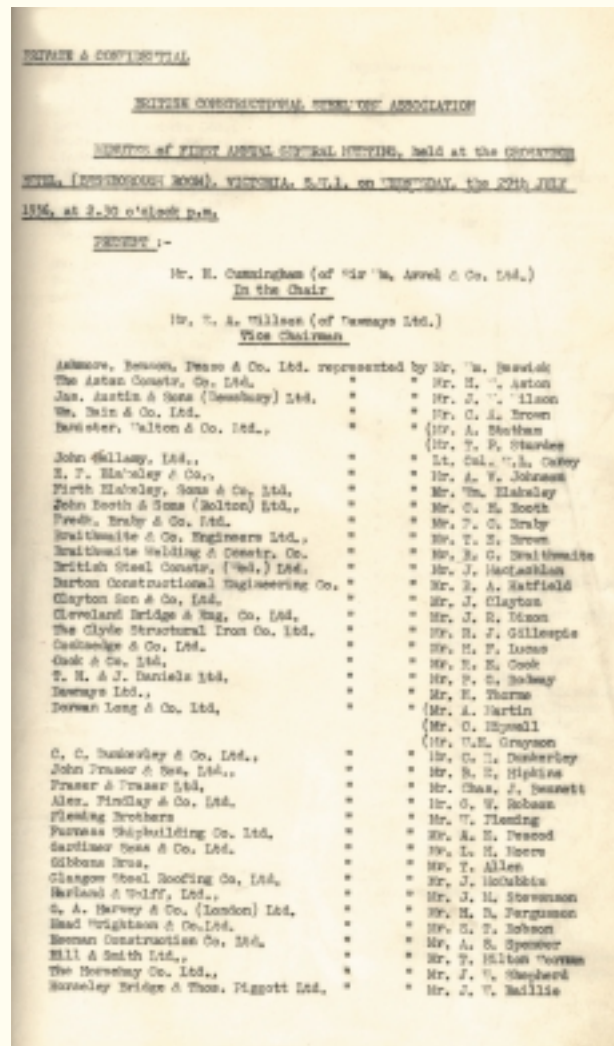 PRIVATE & CONFIDENTIAL
BRITISH CONSTRUCTIONAL STEELWORK ASSOCIATION
MINUTES of FIRST ANNUAL GENERAL MEETING, held at the GROSVENOR
HOTEL, (BESSBOROUGH ROOM), VICTORIA, S.W.1, on WEDNESDAY, the 29th JULY
1936, at 2.30 o'clock p.m.
PRESENT :-
Mr. H. Cunningham (of Sir Wm. Arrol & Co. Ltd.)
In the Chair
Mr. Willson (of Dawnays Ltd.)
Vice Chairman
Ashmore, Benson, Pease & Co. Ltd. represented by Mr. Wm. Beswick
The Aston Constr. Co. Ltd. " " Mr. H. Aston
Jas. Austin & Sons (Dewsbury) Ltd. " " Mr. J. Wilson
Wm. Bain & Co. Ltd. " " Mr. C. A. Brown
Banister, Walton & Co. Ltd., " " (Mr. A. Statham
(Mr. T. P.
John Bellamy, Ltd., " " Lt. Col. Carey
Blakeley & Co., " " Mr. A. W. Johnson
Firth Blakeley, Sons & Co. Ltd. " " Mr. Wm. Blakeley
John Booth & Sons (Bolton) Ltd., " " Mr. C. H. Booth
Fredk. Braby & Co. Ltd. " " Mr. F. C. Braby
Braithwaite & Co. Engineers Ltd., " " Mr. T. E. Brown
Braithwaite Welding & Constr. Co. " " Mr. Braithwaite
British Steel Constr. Ltd. " " Mr. J. MacLachlan
Burton Constructional Engineering Co. " " Mr. Hatfield
Clayton Son & Co. Ltd. " " Mr. J. Clayton
Cleveland Bridge & Eng. Co. Ltd. " " Mr. J. R. Dixon
The Clyde Structural Iron Co. Ltd. " " Mr. J. Gillespie
& Co. Ltd. " " Mr. H. F. Lucas
Cook & Co. Ltd. " " Mr. Cook
T. H. & J. Daniels Ltd. " " Mr. F. G.
Dawnays Ltd., " " Mr. Thorne
Dorman Long & Co. Ltd. " " (Mr. A. Martin
(Mr. C. Hipwell
(Mr. Grayson
C. C. Dunkerley & Co. Ltd., " " Mr. C. Dunkerley
John Fraser & Son, Ltd., " " Mr. Hipkins
Fraser & Fraser Ltd. " " Mr. Chas. J. Bennett
Alex. Findlay & Co. Ltd. " " Mr. G. W. Robson
Fleming Brothers " " Mr. Fleming
Furness Shipbuilding Co. Ltd. " " Mr. A. E. Peacod
Gardiner Sons & Co. Ltd. " " Mr. L. H.
Gibbons Bros. " " Mr. T. Allen
Glasgow Steel Roofing Co. Ltd. " " Mr. J. McCubbin
Harland & Wolff, Ltd., " " Mr. J. M. Stevenson
G. A. Harvey & Co. (London) Ltd. " " Mr. Fergusson
Head Wrightson & Co.Ltd. " " Mr. Robson
Heenan Construction Co. Ltd. " " Mr. A. S. Spencer
Hill & Smith Ltd., " " Mr. T. Hilton
The Horsehay Co. Ltd., " " Mr. J. Shepherd
Horseley Bridge & Thos. Piggott Ltd. " " Mr. J. Baillie